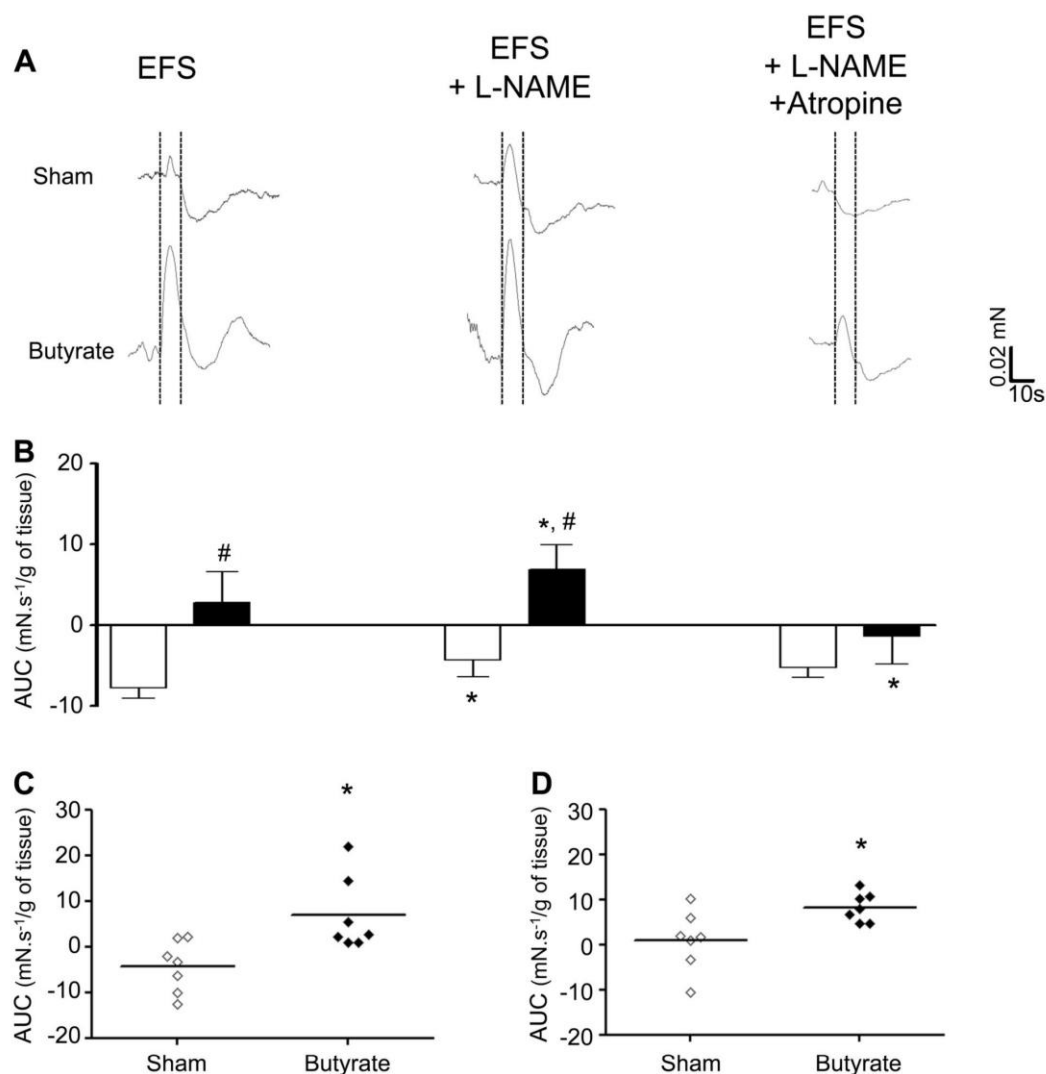 A
EFS
EFS
+ L-NAME
EFS
+ L-NAME
+Atropine
Sham
Butyrate
0.02 mN
10s
B
AUC (mN.s⁻¹/g of tissue)
20
10
0
-10
#
*, #
*
*
C
AUC (mN.s⁻¹/g of tissue)
30
20
10
0
-10
-20
*
Sham
Butyrate
D
AUC (mN.s⁻¹/g of tissue)
30
20
10
0
-10
-20
*
Sham
Butyrate